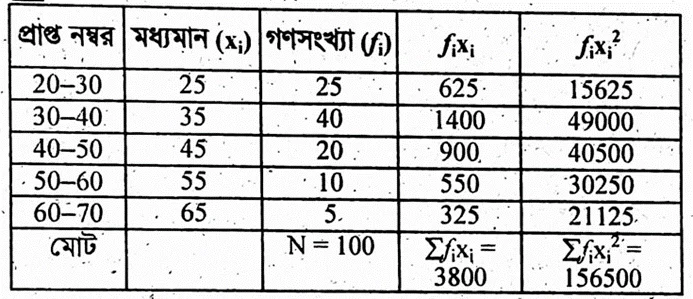 প্রাপ্ত নম্বর মধ্যমান (xᵢ) গণসংখ্যা (fᵢ) fᵢxᵢ fᵢxᵢ²
20–30 25 25 625 15625
30–40 35 40 1400 49000
40–50 45 20 900 40500
50–60 55 10 550 30250
60–70 65 5 325 21125
মোট N = 100 ∑fᵢxᵢ = 3800 ∑fᵢxᵢ² = 156500